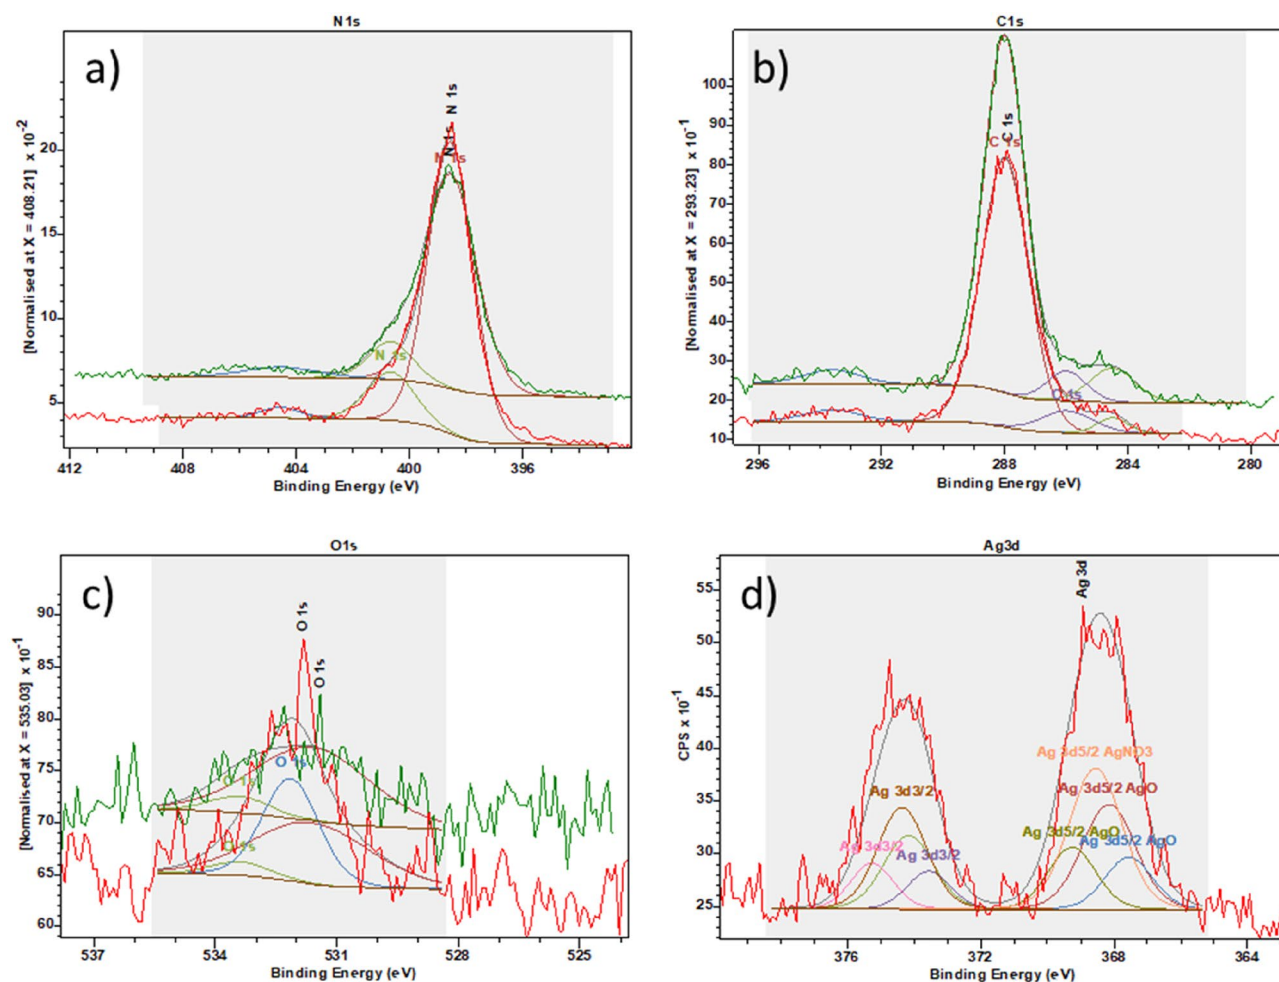 N1s
a)
[Normalised at X = 408.21] x 10-2
20
15
10
5
N 1s
N 1s
N 1s
N 1s
412
408
404
400
396
Binding Energy (eV)
C1s
b)
[Normalised at X = 293.23] x 10-1
100
90
80
70
60
50
40
30
20
10
C 1s
C 1s
C 1s
296
292
288
284
280
Binding Energy (eV)
O1s
c)
[Normalised at X = 535.03] x 10-1
90
85
80
75
70
65
60
O 1s
O 1s
O 1s
O 1s
O 1s
537
534
531
528
525
Binding Energy (eV)
Ag3d
d)
CPS x 10-1
55
50
45
40
35
30
25
Ag 3d
Ag 3d5/2 AgNO3
Ag 3d3/2
Ag 3d5/2 AgO
Ag 3d3/2
Ag 3d3/2
Ag 3d5/2 AgO
Ag 3d5/2 AgO
376
372
368
364
Binding Energy (eV)